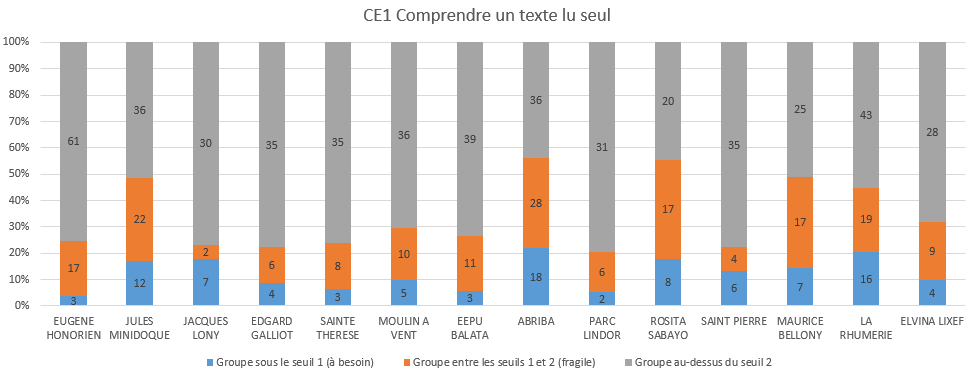 CE1 Comprendre un texte lu seul
100%
90%
80%
70%
60%
50%
40%
30%
20%
10%
0%
61 36 30 35 35 36 39 36 31 20 35 25 43 28
17 22 2 6 8 10 11 28 6 17 4 17 19 9
3 12 7 4 3 5 3 18 2 8 6 7 16 4
EUGENE HONORIEN
JULES MINIDOQUE
JACQUES LONY
EDGARD GALLIOT
SAINTE THERESE
MOULIN A VENT
EEPU BALATA
ABRIBA
PARC LINDOR
ROSITA SABAYO
SAINT PIERRE
MAURICE BELLONY
LA RHUMERIE
ELVINA LIXEF
Groupe sous le seuil 1 (à besoin) Groupe entre les seuils 1 et 2 (fragile) Groupe au-dessus du seuil 2